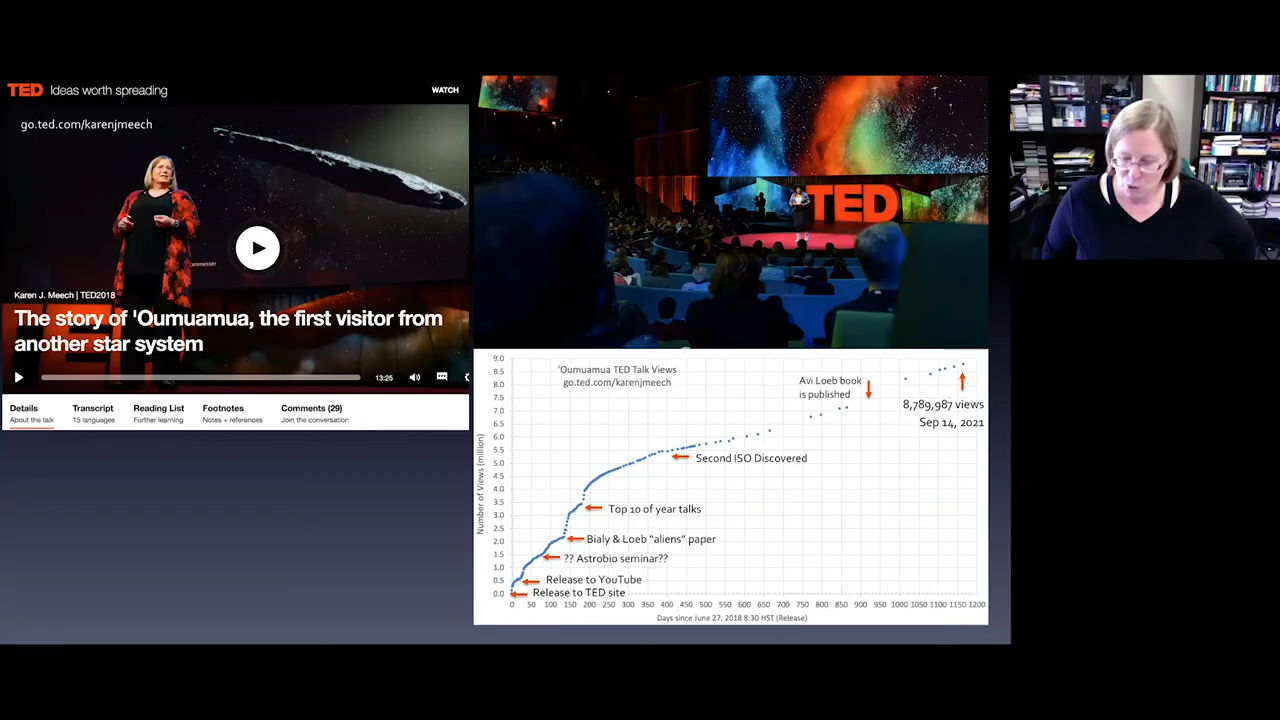 TED Ideas worth spreading
WATCH
go.ted.com/karenjmeech
Karen J. Meech | TED2018
The story of 'Oumuamua, the first visitor from
another star system
13:25
Details
About the talk
Transcript
15 languages
Reading List
Further learning
Footnotes
Notes + references
Comments (29)
Join the conversation
TED
'Oumuamua TED Talk Views
go.ted.com/karenjmeech
Number of Views (million)
9.0
8.5
8.0
7.5
7.0
6.5
6.0
5.5
5.0
4.5
4.0
3.5
3.0
2.5
2.0
1.5
1.0
0.5
0.0
Avi Loeb book
is published
8,789,987 views
Sep 14, 2021
Second ISO Discovered
Top 10 of year talks
Bialy & Loeb "aliens" paper
?? Astrobio seminar??
Release to YouTube
Release to TED site
0 50 100 150 200 250 300 350 400 450 500 550 600 650 700 750 800 850 900 950 1000 1050 1100 1150 1200
Days since June 27, 2018 8:30 HST (Release)